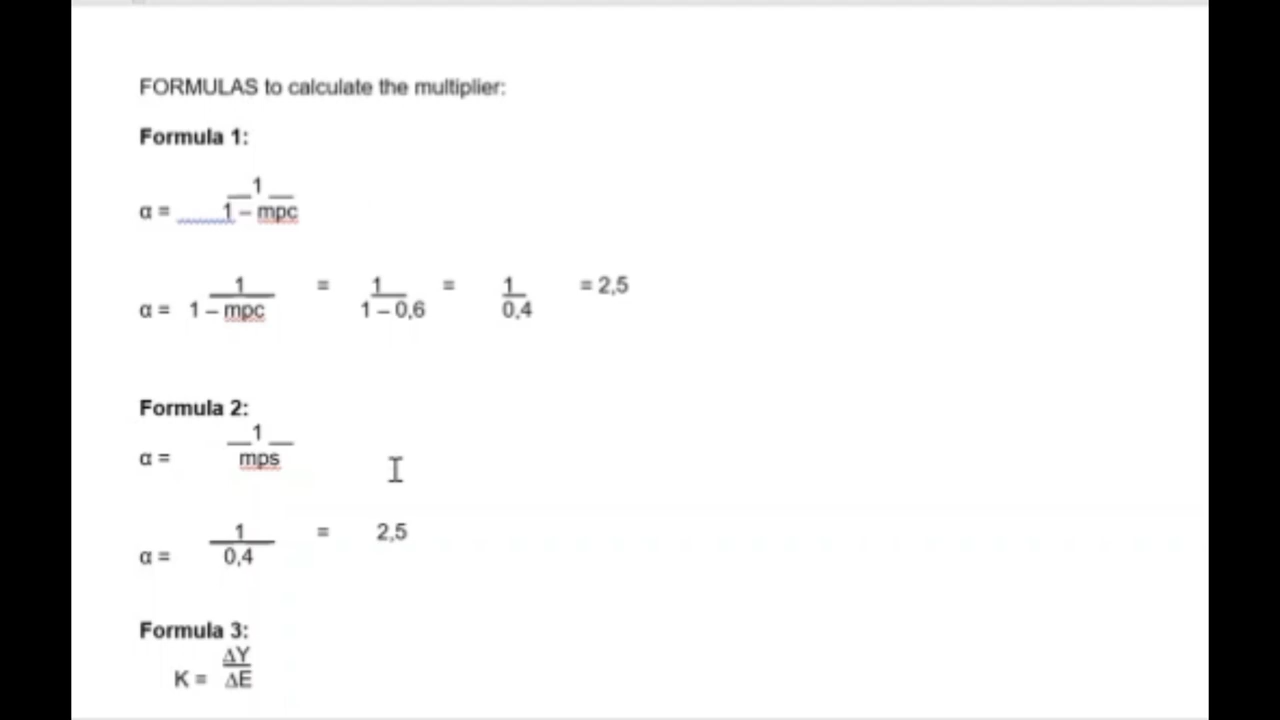 FORMULAS to calculate the multiplier:
Formula 1:
1
α = 1 – mpc
1 = 1 = 1 = 2,5
α = 1 – mpc 1 – 0,6 0,4
Formula 2:
1
α = mps
1 = 2,5
α = 0,4
Formula 3:
ΔY
K = ΔE